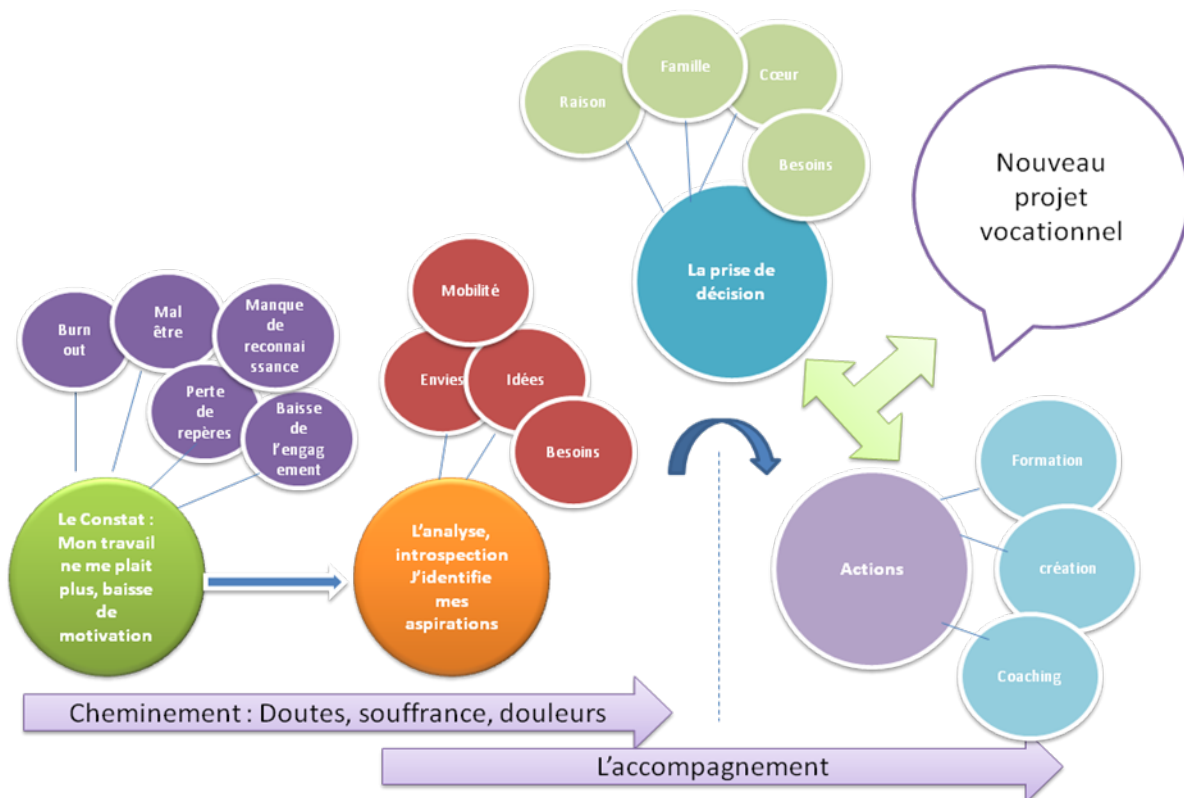 Raison
Famille
Cœur
Besoins
La prise de
décision
Nouveau
projet
vocationnel
Burn
out
Mal
être
Manque
de
reconnai
ssance
Perte
de
repères
Baisse
de
l'engag
ement
Mobilité
Envies
Idées
Besoins
Le Constat :
Mon travail
ne me plait
plus, baisse
de
motivation
L'analyse,
introspection
J'identifie
mes
aspirations
Actions
Formation
création
Coaching
Cheminement : Doutes, souffrance, douleurs
L'accompagnement